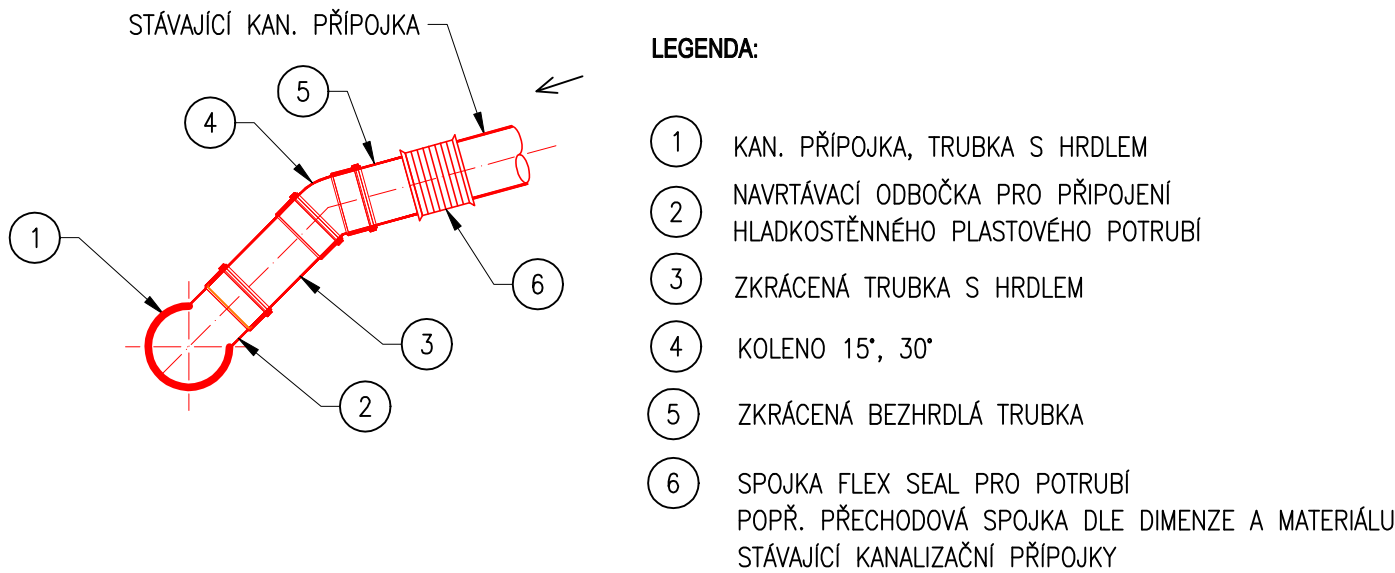 STÁVAJÍCÍ KAN. PŘÍPOJKA
5
4
1
6
3
2
LEGENDA:
1 KAN. PŘÍPOJKA, TRUBKA S HRDLEM
2 NAVRTÁVACÍ ODBOČKA PRO PŘIPOJENÍ
HLADKOSTĚNNÉHO PLASTOVÉHO POTRUBÍ
3 ZKRÁCENÁ TRUBKA S HRDLEM
4 KOLENO 15°, 30°
5 ZKRÁCENÁ BEZHRDLÁ TRUBKA
6 SPOJKA FLEX SEAL PRO POTRUBÍ
POPŘ. PŘECHODOVÁ SPOJKA DLE DIMENZE A MATERIÁLU
STÁVAJÍCÍ KANALIZAČNÍ PŘÍPOJKY